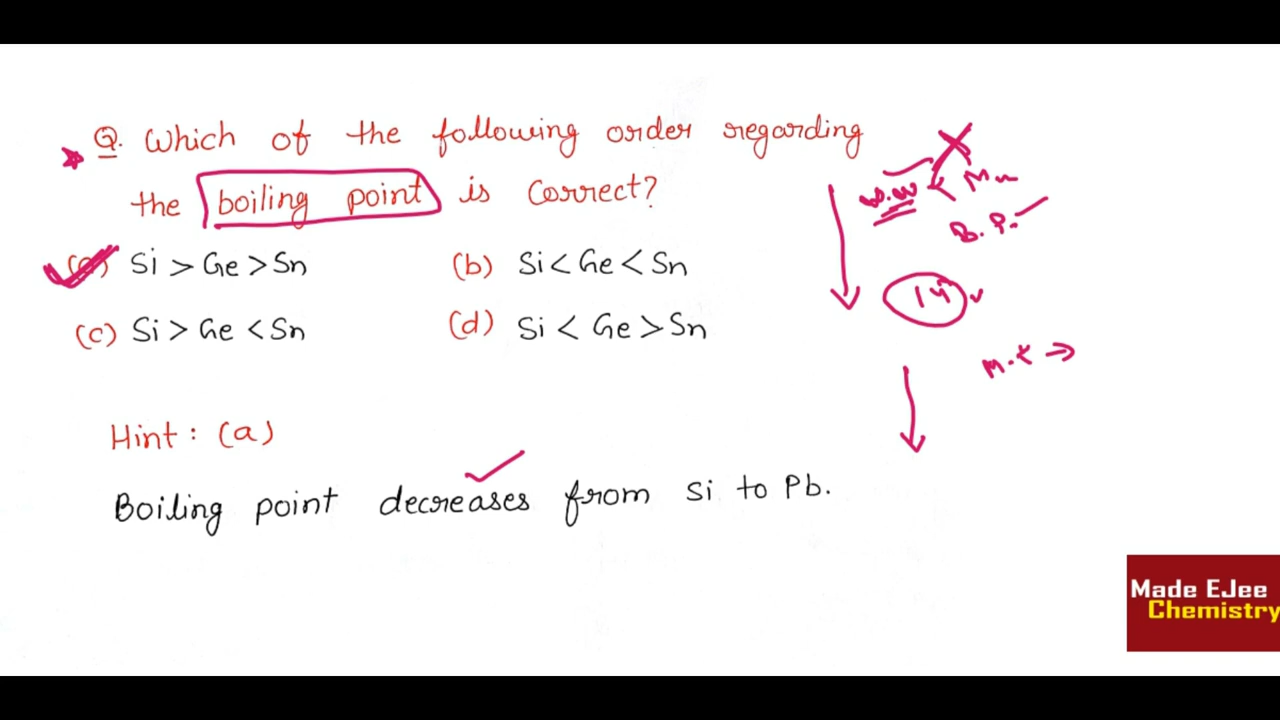 Q. Which of the following order regarding
the boiling point is correct?
(a) Si > Ge > Sn
(b) Si < Ge < Sn
(c) Si > Ge < Sn
(d) Si < Ge > Sn
B.P.
14
Hint : (a)
Boiling point decreases from Si to Pb.
Made EJee
Chemistry